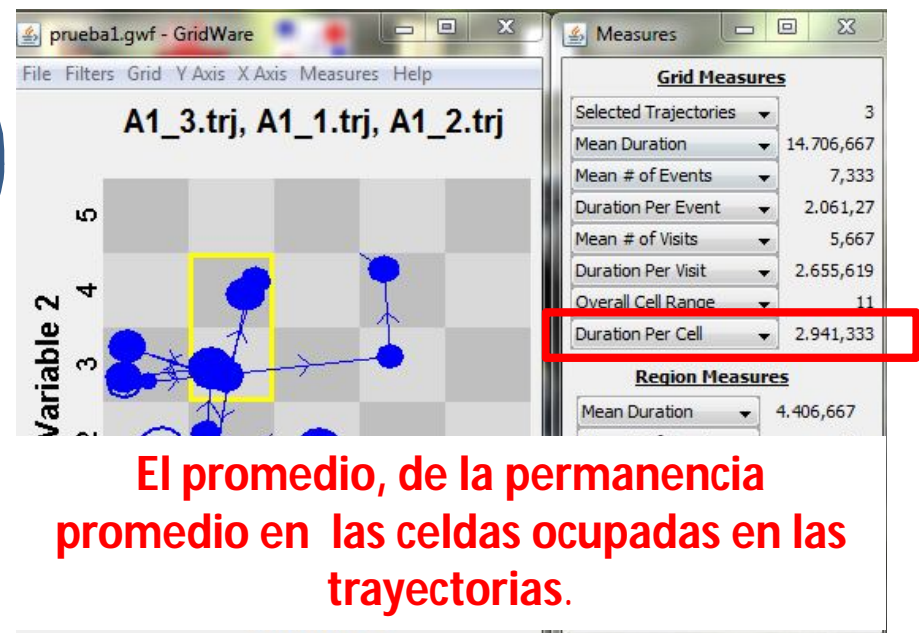 prueba1.gwf - GridWare
File Filters Grid Y Axis X Axis Measures Help
A1_3.trj, A1_1.trj, A1_2.trj
5
4
3
Variable 2
Measures
Grid Measures
Selected Trajectories 3
Mean Duration 14.706,667
Mean # of Events 7,333
Duration Per Event 2.061,27
Mean # of Visits 5,667
Duration Per Visit 2.655,619
Overall Cell Range 11
Duration Per Cell 2.941,333
Region Measures
Mean Duration 4.406,667
El promedio, de la permanencia
promedio en las celdas ocupadas en las
trayectorias.